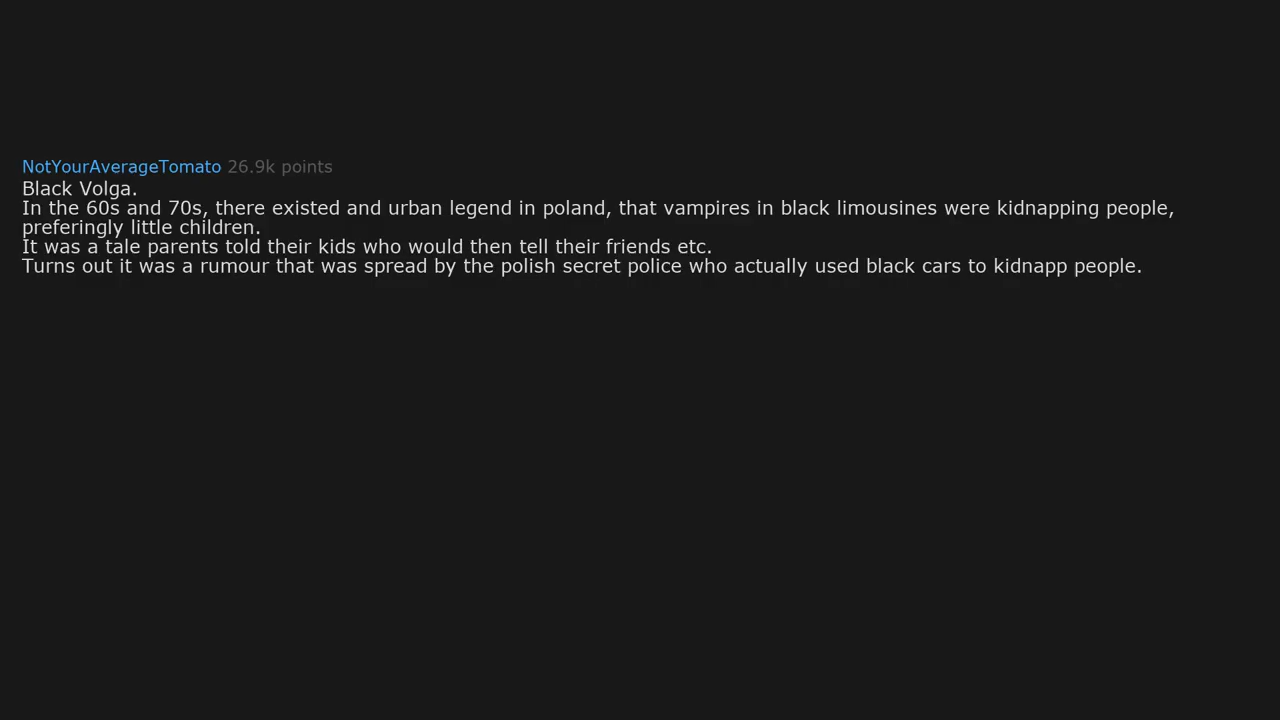 NotYourAverageTomato 26.9k points
Black Volga.
In the 60s and 70s, there existed and urban legend in poland, that vampires in black limousines were kidnapping people,
preferingly little children.
It was a tale parents told their kids who would then tell their friends etc.
Turns out it was a rumour that was spread by the polish secret police who actually used black cars to kidnapp people.